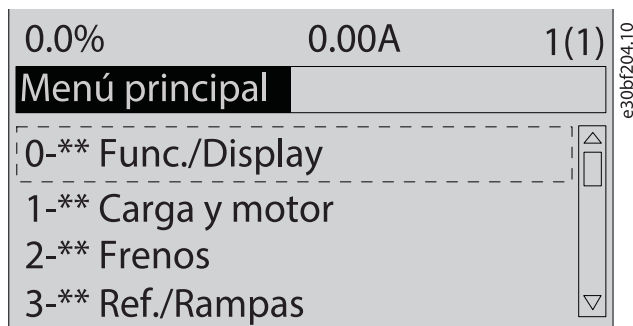 0.0% 0.00A 1(1)
Menú principal
0-** Func./Display
1-** Carga y motor
2-** Frenos
3-** Ref./Rampas
e30bf204.10